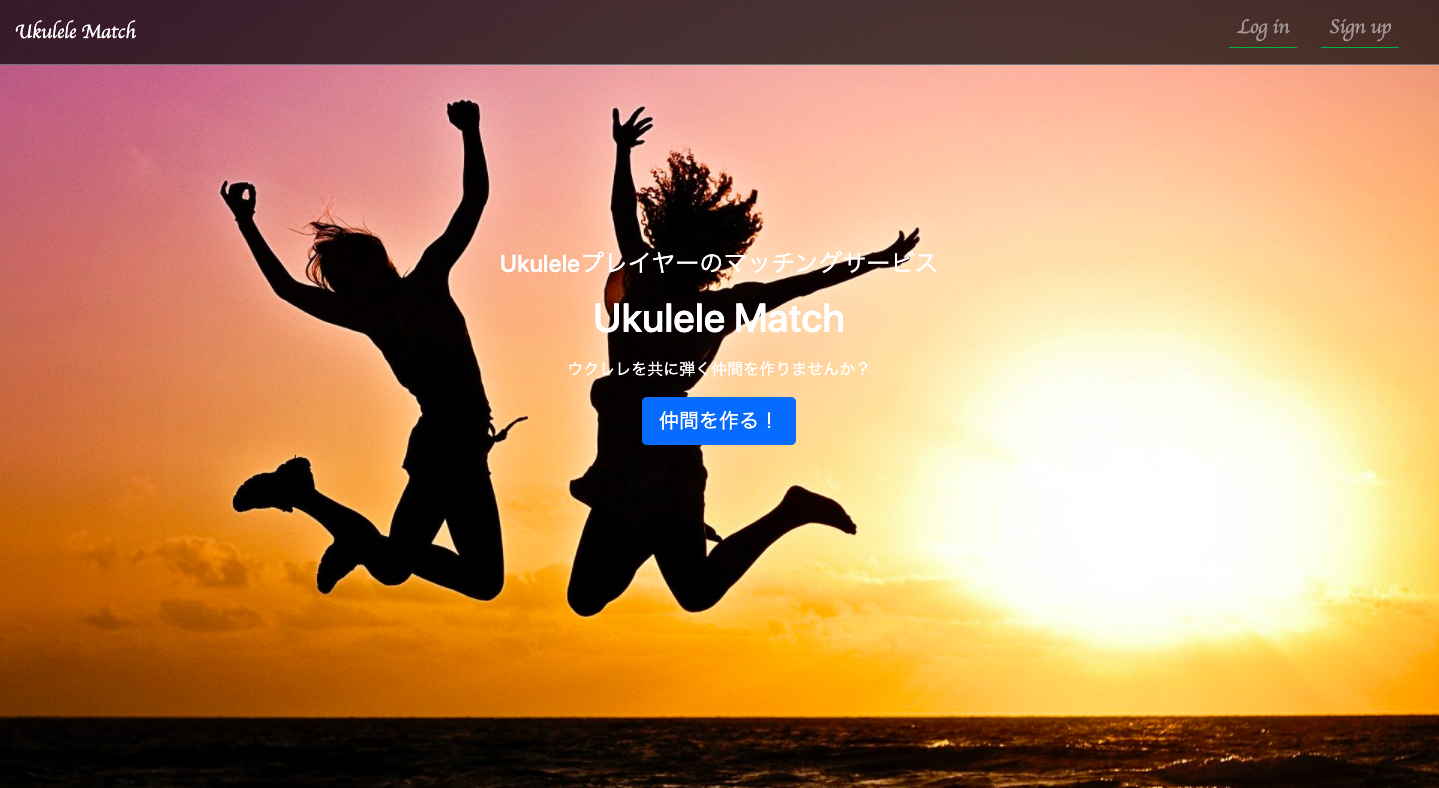 Ukulele Match
Log in
Sign up
Ukuleleプレイヤーのマッチングサービス
Ukulele Match
ウクレレを共に弾く仲間を作りませんか？
仲間を作る！